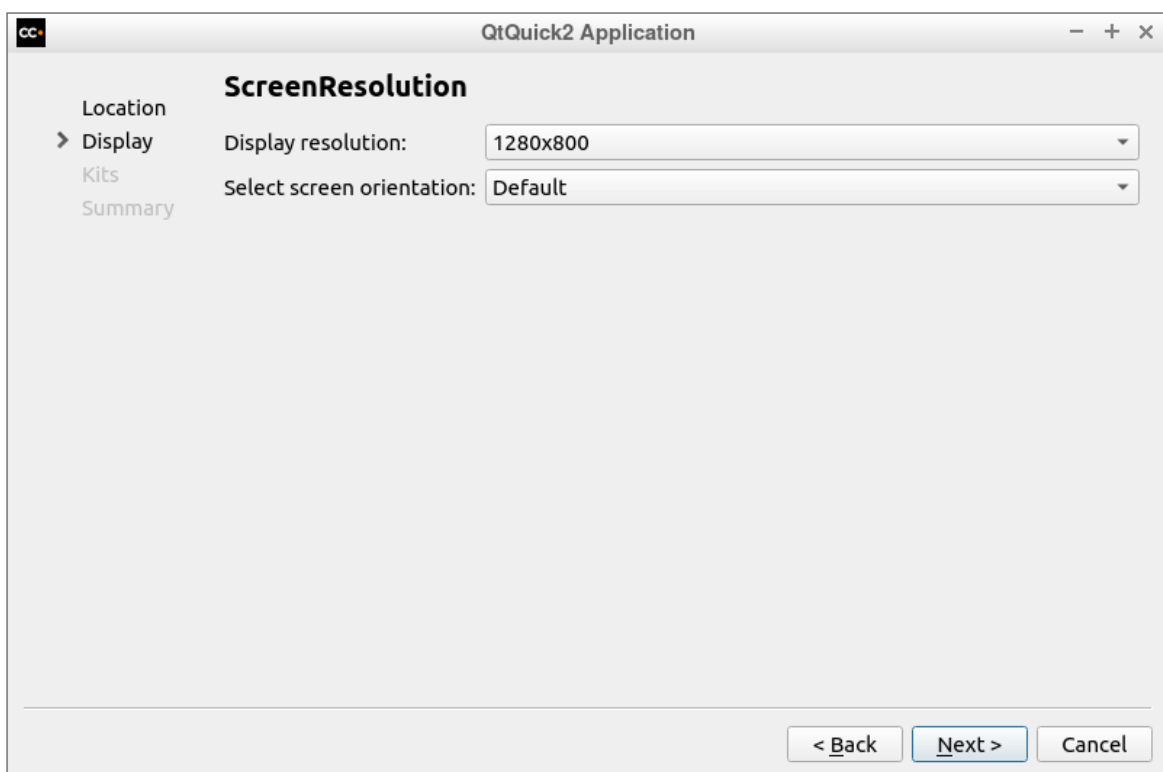 cc
QtQuick2 Application
Location
Display
Kits
Summary
ScreenResolution
Display resolution: 1280x800
Select screen orientation: Default
< Back Next > Cancel